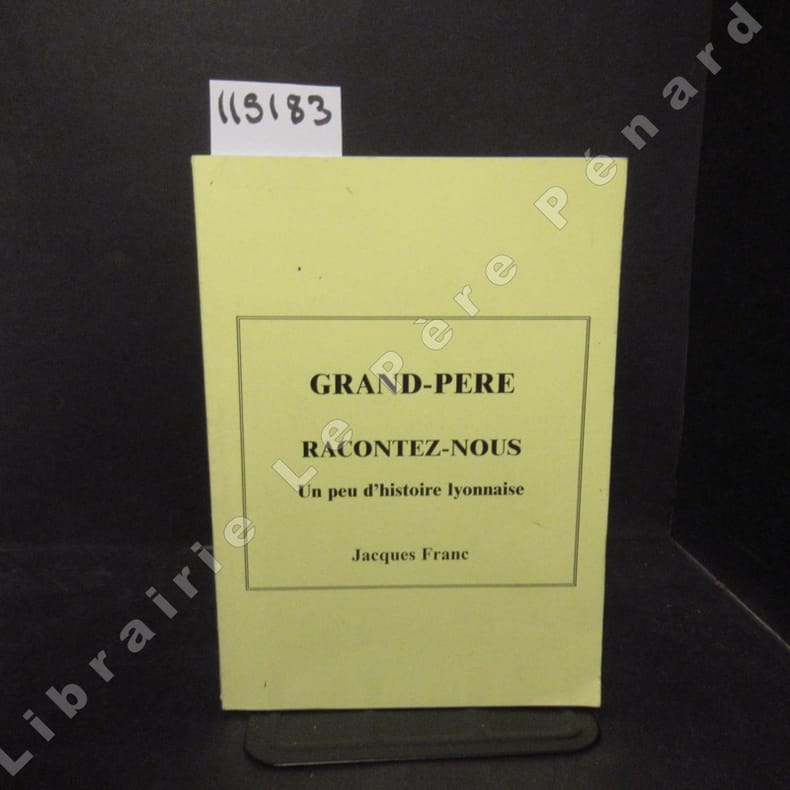 115183
GRAND-PERE
RACONTEZ-NOUS
Un peu d'histoire lyonnaise
Jacques Franc
Librairie Le Père Pénard